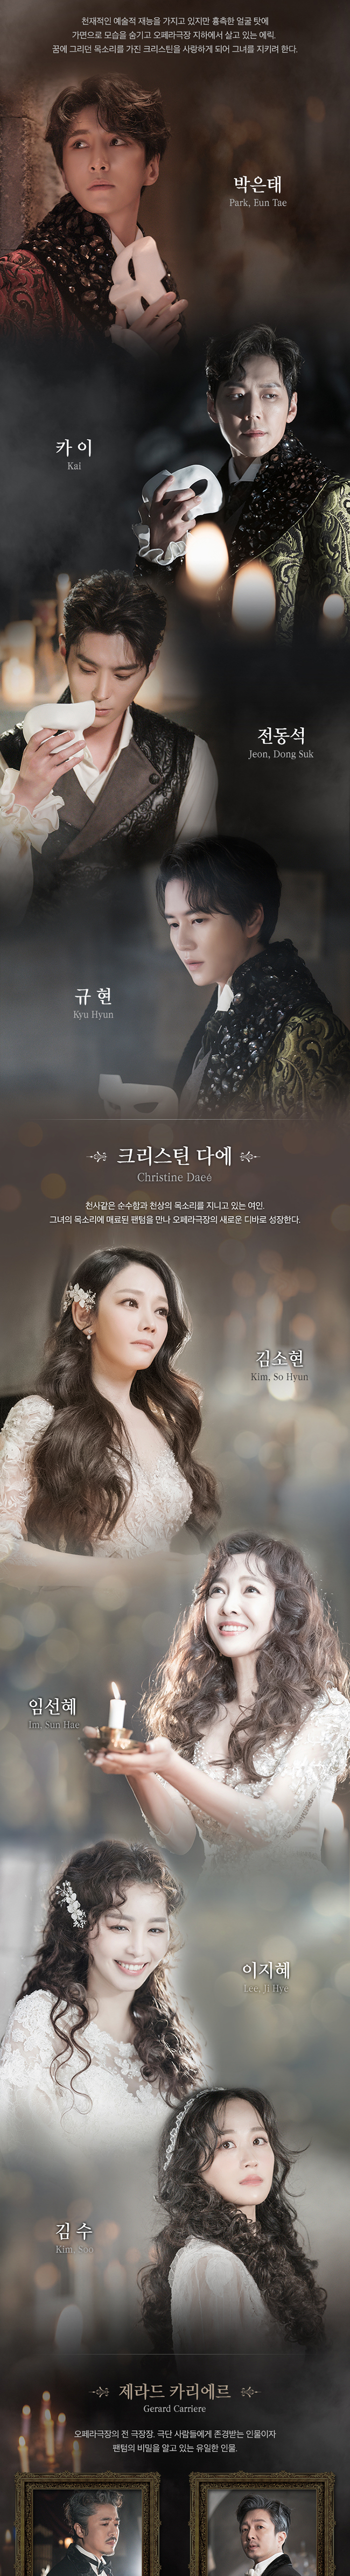 천재적인 예술적 재능을 가지고 있지만 흉측한 얼굴 탓에
가면으로 모습을 숨기고 오페라극장 지하에서 살고 있는 에릭.
꿈에 그리던 목소리를 가진 크리스틴을 사랑하게 되어 그녀를 지키려 한다.
박은태
Park, Eun Tae
카 이
Kai
전동석
Jeon, Dong Suk
규 현
Kyu Hyun
크리스틴 다에
Christine Daeé
천사같은 순수함과 천상의 목소리를 지니고 있는 여인.
그녀의 목소리에 매료된 팬텀을 만나 오페라극장의 새로운 디바로 성장한다.
김소현
Kim, So Hyun
임선혜
Im, Sun Hae
이지혜
Lee, Ji Hye
김 수
Kim, Soo
제라드 카리에르
Gerard Carriere
오페라극장의 전 극장장. 극단 사람들에게 존경받는 인물이자
팬텀의 비밀을 알고 있는 유일한 인물.